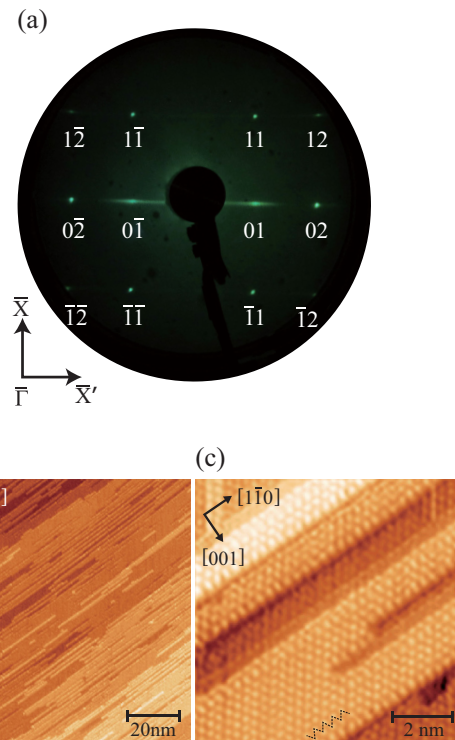 (a)
12̅ 11̅ 11 12
02̅ 01̅ 01 02
1̅2̅ 1̅1̅ 1̅1 1̅2
X̅
Γ̅ X̅′
(c)
]
[11̅0]
[001]
20nm
2 nm